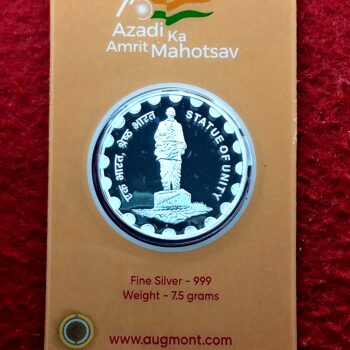 75
Azadi Ka
Amrit Mahotsav
एक भारत, श्रेष्ठ भारत
STATUE OF UNITY
Fine Silver - 999
Weight - 7.5 grams
www.augmont.com